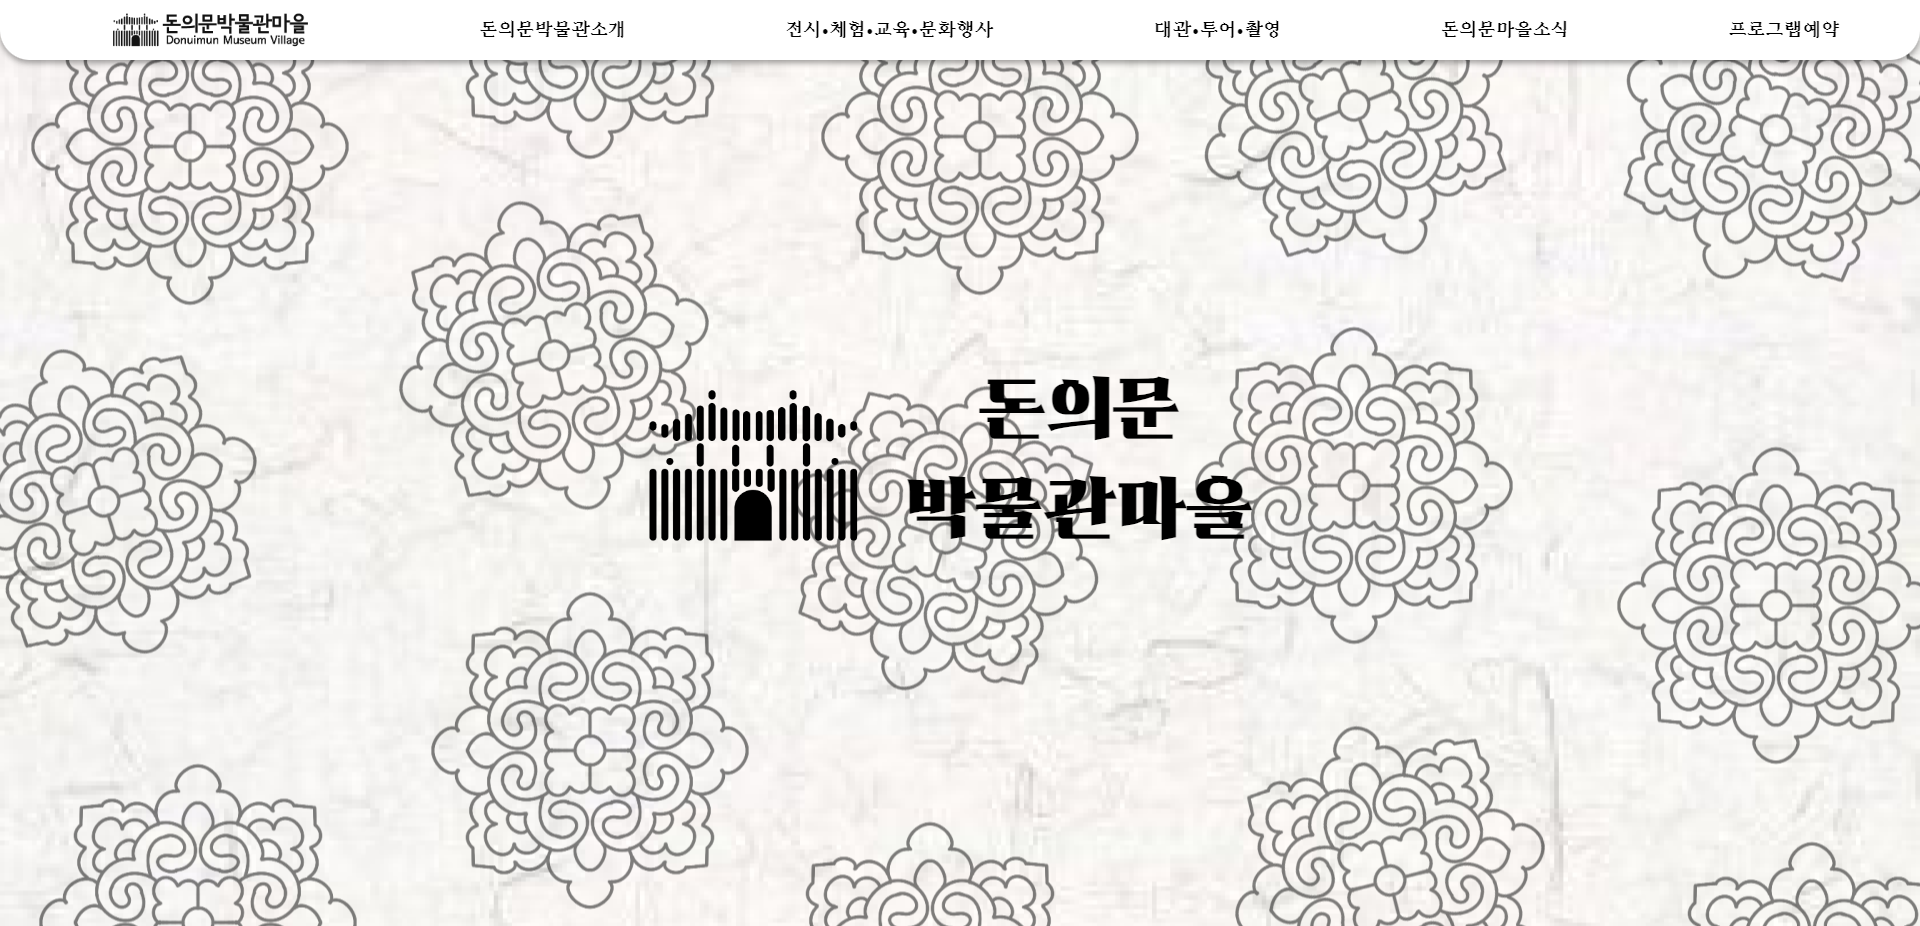 돈의문박물관마을
Donuimun Museum Village
돈의문박물관소개
전시•체험•교육•문화행사
대관•투어•촬영
돈의문마을소식
프로그램예약
돈의문
박물관마을